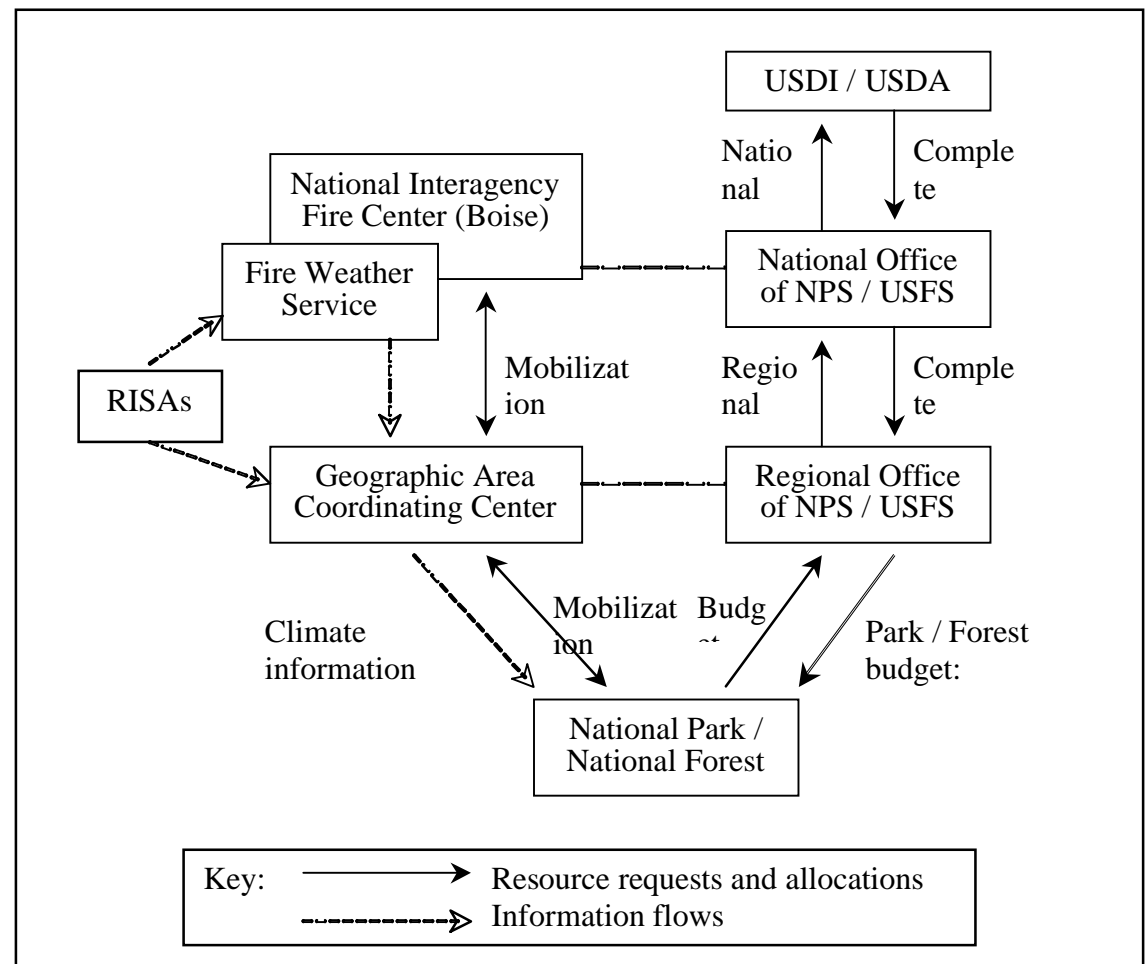 USDI / USDA
Natio
nal
Comple
te
National Interagency
Fire Center (Boise)
Fire Weather
Service
National Office
of NPS / USFS
RISAs
Mobilizat
ion
Regio
nal
Comple
te
Geographic Area
Coordinating Center
Regional Office
of NPS / USFS
Climate
information
Mobilizat
ion
Budg
Park / Forest
budget:
National Park /
National Forest
Key:
Resource requests and allocations
Information flows